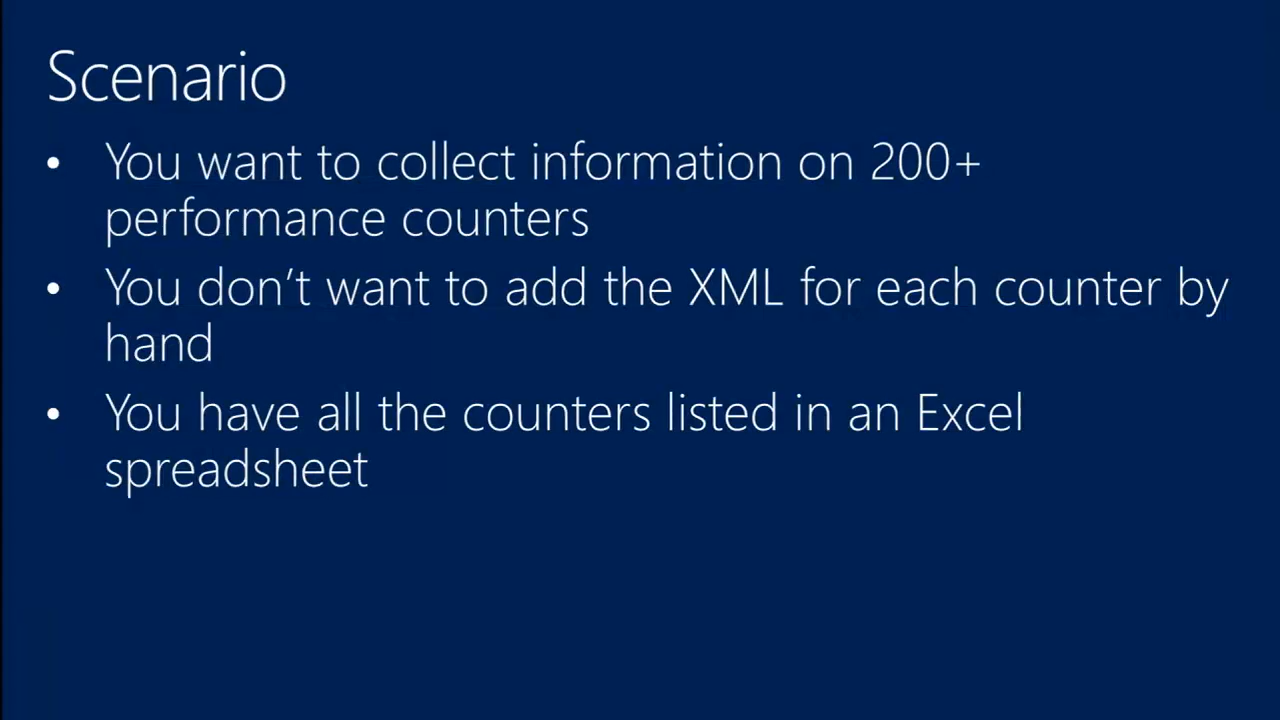 Scenario
• You want to collect information on 200+
performance counters
• You don’t want to add the XML for each counter by
hand
• You have all the counters listed in an Excel
spreadsheet